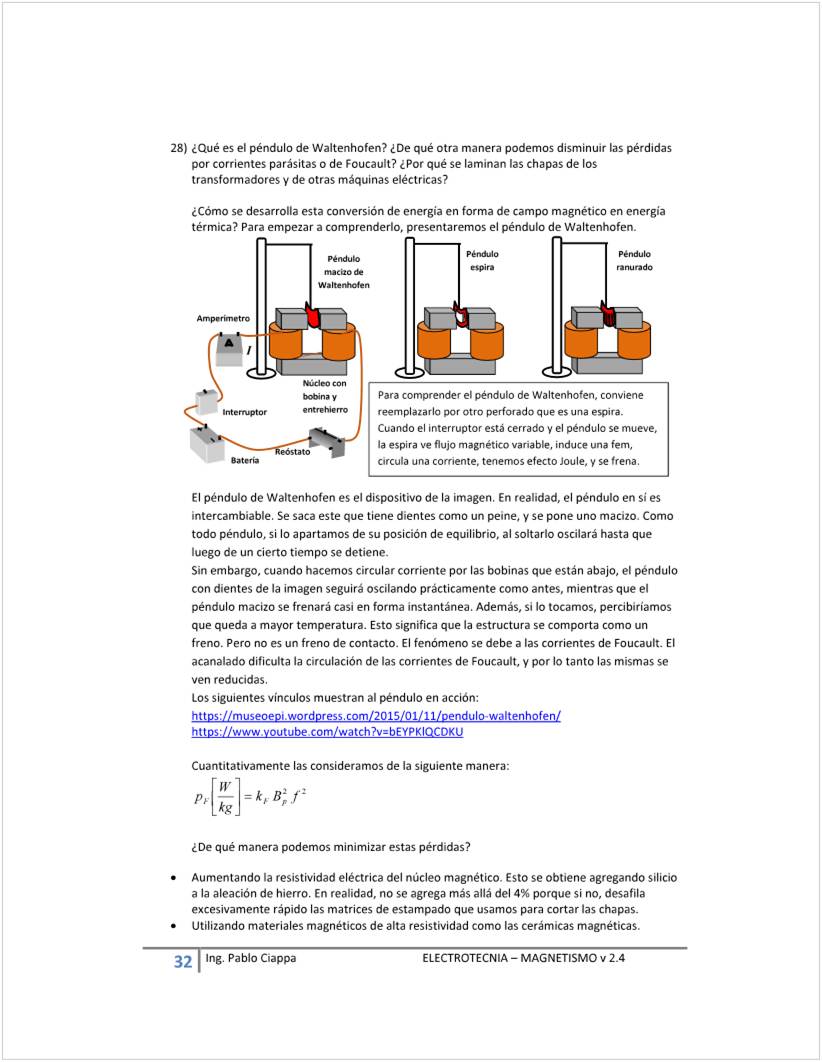 28) ¿Qué es el péndulo de Waltenhofen? ¿De qué otra manera podemos disminuir las pérdidas
por corrientes parásitas o de Foucault? ¿Por qué se laminan las chapas de los
transformadores y de otras máquinas eléctricas?
¿Cómo se desarrolla esta conversión de energía en forma de campo magnético en energía
térmica? Para empezar a comprenderlo, presentaremos el péndulo de Waltenhofen.
Péndulo
macizo de
Waltenhofen
Péndulo
espira
Péndulo
ranurado
Amperímetro
A
I
Núcleo con
bobina y
entrehierro
Interruptor
Reóstato
Batería
Para comprender el péndulo de Waltenhofen, conviene
reemplazarlo por otro perforado que es una espira.
Cuando el interruptor está cerrado y el péndulo se mueve,
la espira ve flujo magnético variable, induce una fem,
circula una corriente, tenemos efecto Joule, y se frena.
El péndulo de Waltenhofen es el dispositivo de la imagen. En realidad, el péndulo en sí es
intercambiable. Se saca este que tiene dientes como un peine, y se pone uno macizo. Como
todo péndulo, si lo apartamos de su posición de equilibrio, al soltarlo oscilará hasta que
luego de un cierto tiempo se detiene.
Sin embargo, cuando hacemos circular corriente por las bobinas que están abajo, el péndulo
con dientes de la imagen seguirá oscilando prácticamente como antes, mientras que el
péndulo macizo se frenará casi en forma instantánea. Además, si lo tocamos, percibiríamos
que queda a mayor temperatura. Esto significa que la estructura se comporta como un
freno. Pero no es un freno de contacto. El fenómeno se debe a las corrientes de Foucault. El
acanalado dificulta la circulación de las corrientes de Foucault, y por lo tanto las mismas se
ven reducidas.
Los siguientes vínculos muestran al péndulo en acción:
https://museoepi.wordpress.com/2015/01/11/pendulo-waltenhofen/
https://www.youtube.com/watch?v=bEYPKlQCDKU
Cuantitativamente las consideramos de la siguiente manera:
p_F [W/kg] = k_F B_p^2 f^2
¿De qué manera podemos minimizar estas pérdidas?
• Aumentando la resistividad eléctrica del núcleo magnético. Esto se obtiene agregando silicio
a la aleación de hierro. En realidad, no se agrega más allá del 4% porque si no, desafila
excesivamente rápido las matrices de estampado que usamos para cortar las chapas.
• Utilizando materiales magnéticos de alta resistividad como las cerámicas magnéticas.
32 Ing. Pablo Ciappa ELECTROTECNIA – MAGNETISMO v 2.4